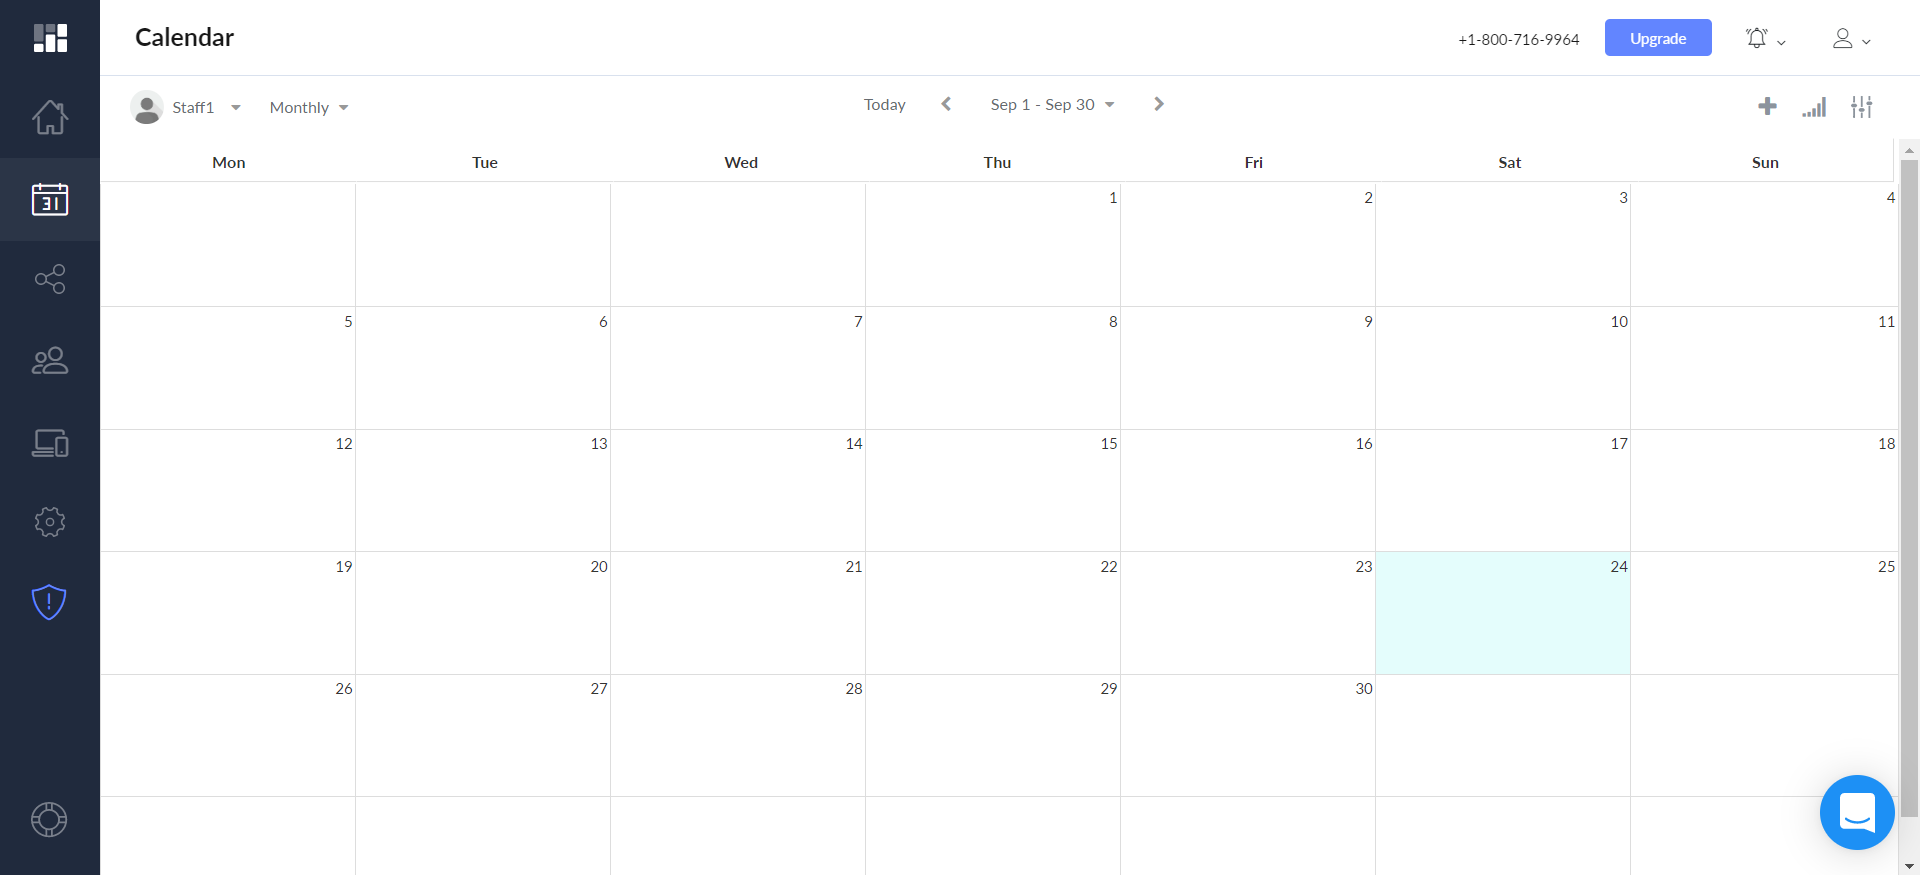 Calendar
+1-800-716-9964
Upgrade
Staff1
Monthly
Today
Sep 1 - Sep 30
Mon Tue Wed Thu Fri Sat Sun
1 2 3 4
5 6 7 8 9 10 11
12 13 14 15 16 17 18
19 20 21 22 23 24 25
26 27 28 29 30
31